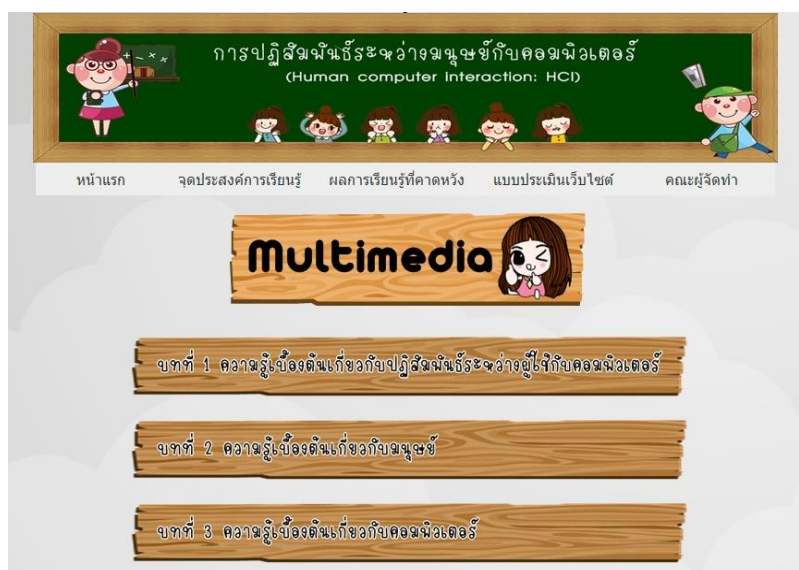 การปฏิสัมพันธ์ระหว่างมนุษย์กับคอมพิวเตอร์
(Human computer interaction: HCI)
หน้าแรก จุดประสงค์การเรียนรู้ ผลการเรียนรู้ที่คาดหวัง แบบประเมินเว็บไซต์ คณะผู้จัดทำ
Multimedia
บทที่ 1 ความรู้เบื้องต้นเกี่ยวกับปฏิสัมพันธ์ระหว่างผู้ใช้กับคอมพิวเตอร์
บทที่ 2 ความรู้เบื้องต้นเกี่ยวกับมนุษย์
บทที่ 3 ความรู้เบื้องต้นเกี่ยวกับคอมพิวเตอร์